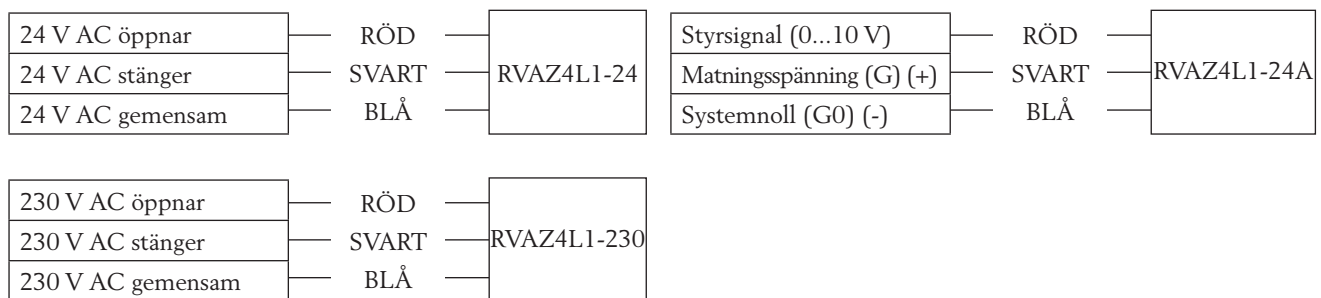 24 V AC öppnar RÖD
24 V AC stänger SVART RVAZ4L1-24
24 V AC gemensam BLÅ
Styrsignal (0...10 V) RÖD
Matningsspänning (G) (+) SVART RVAZ4L1-24A
Systemnoll (G0) (-) BLÅ
230 V AC öppnar RÖD
230 V AC stänger SVART RVAZ4L1-230
230 V AC gemensam BLÅ